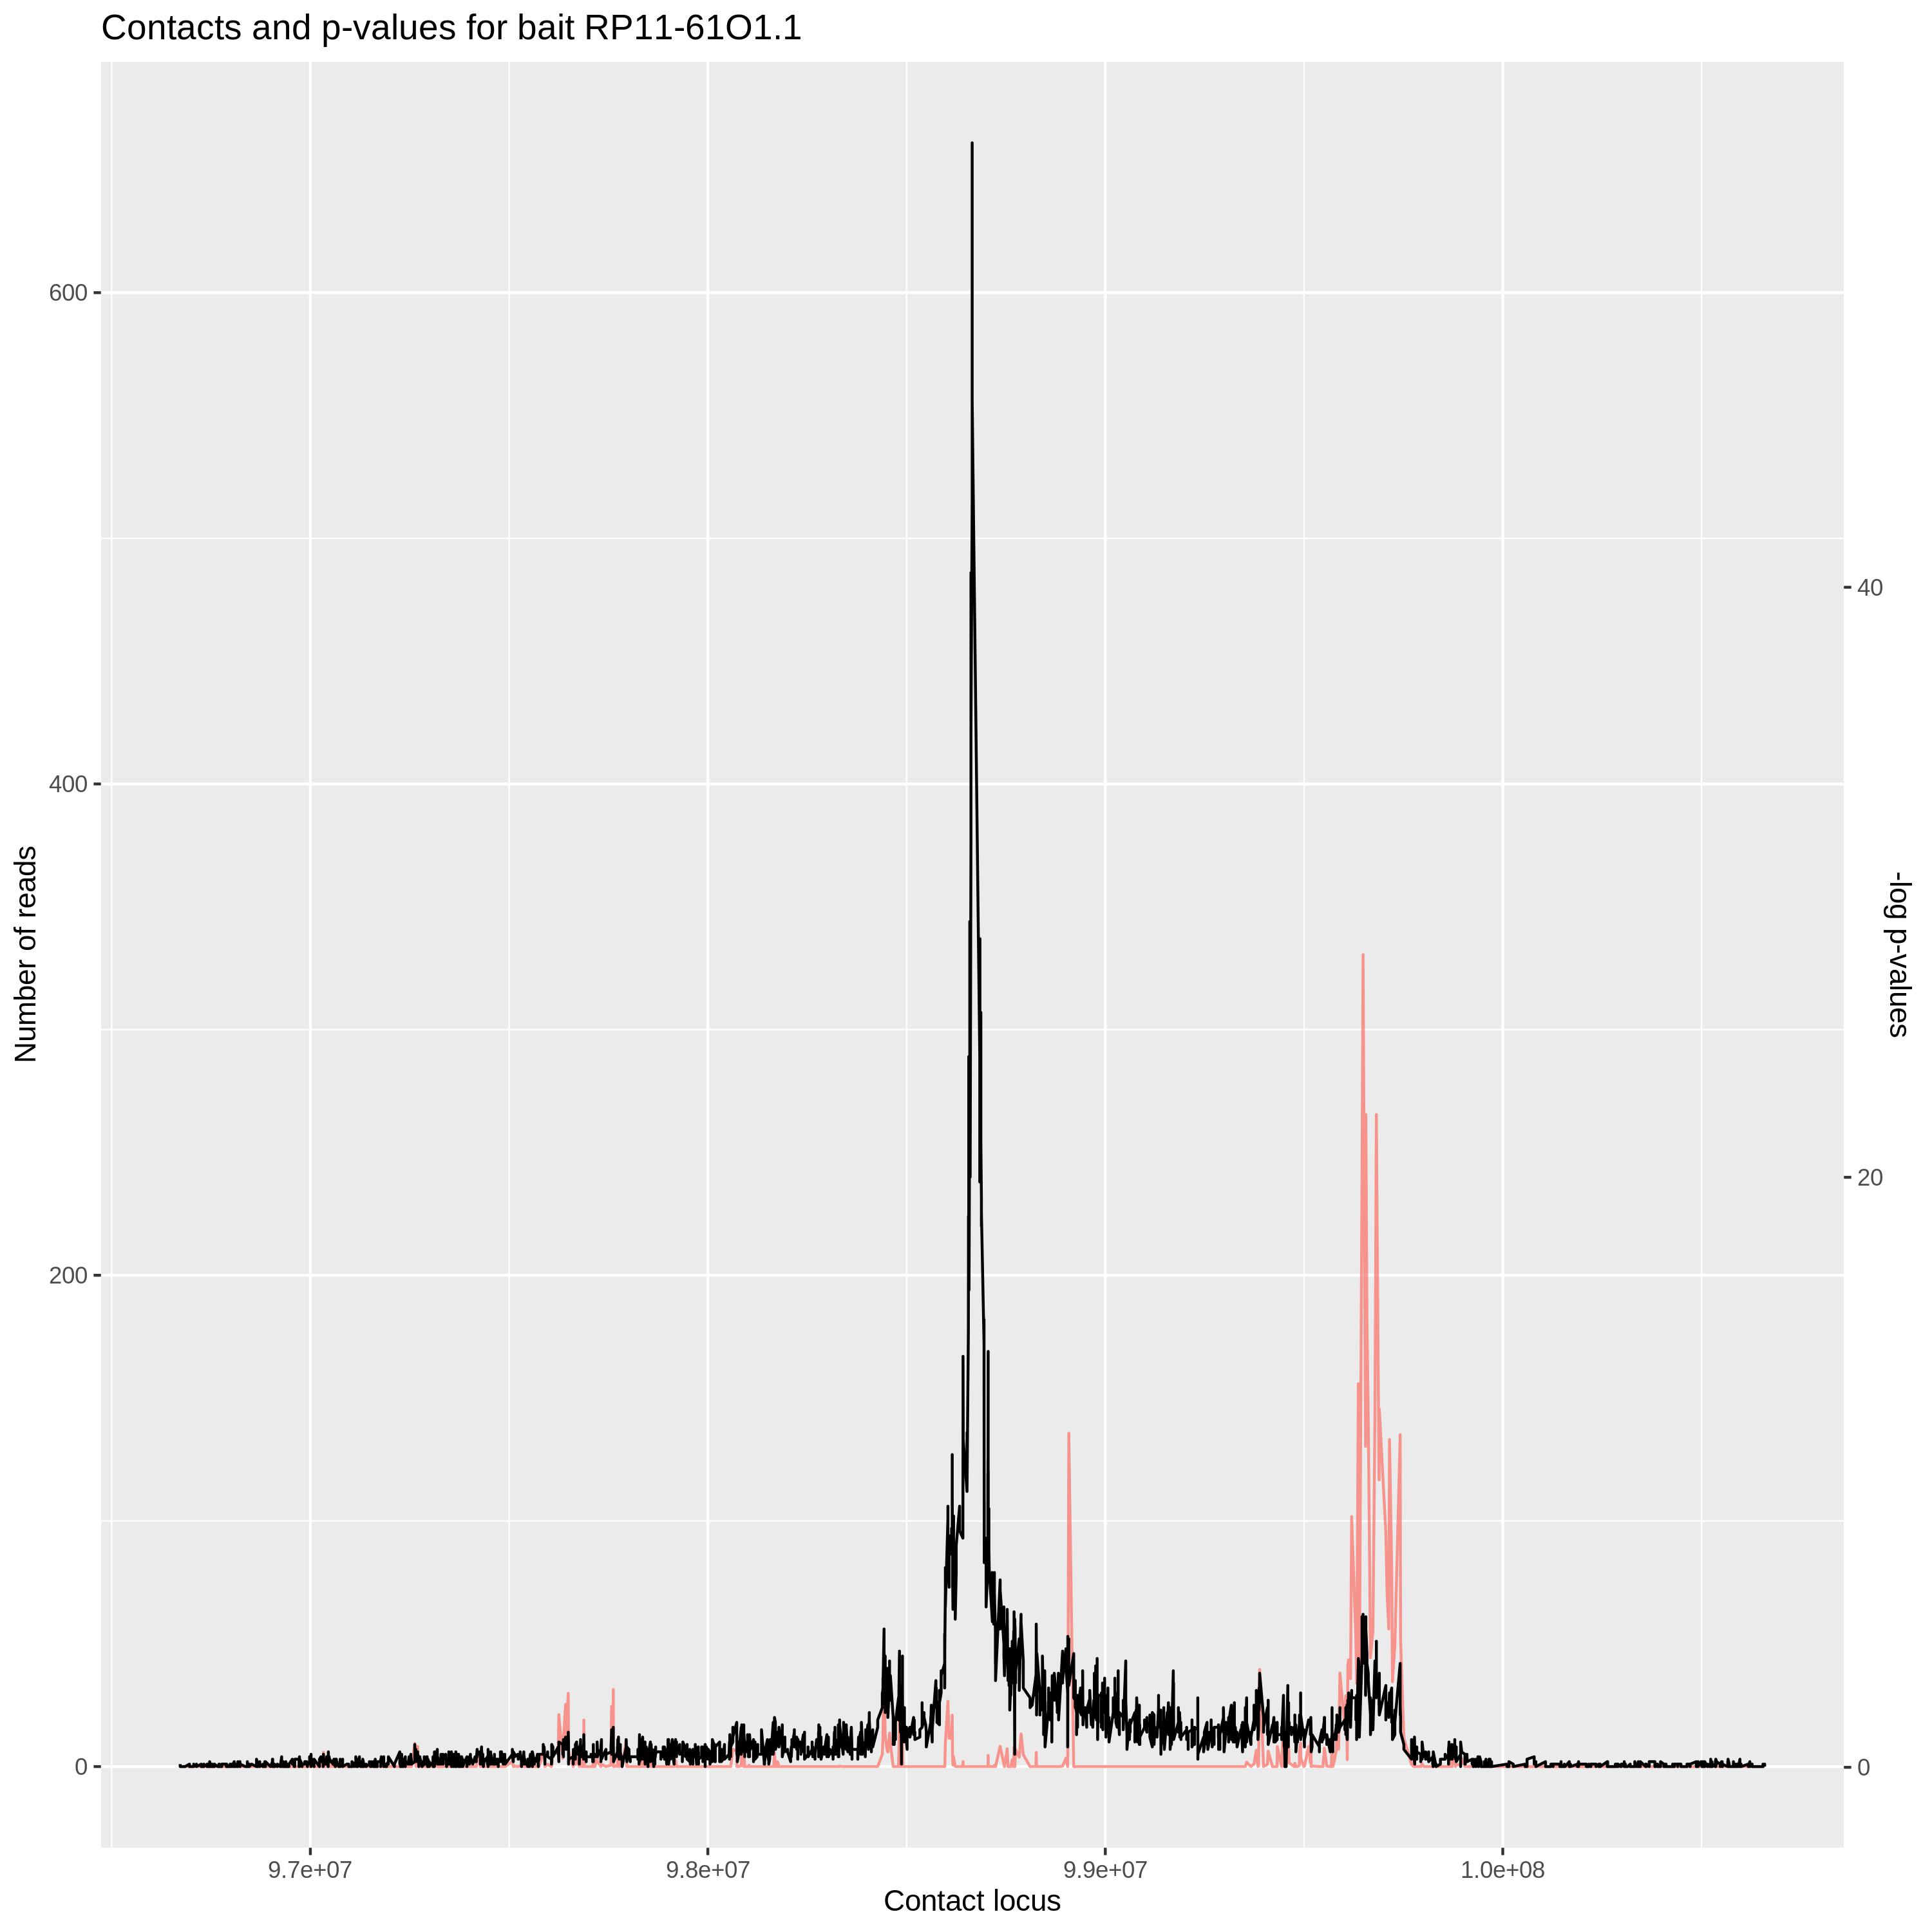 Contacts and p-values for bait RP11-61O1.1
600
400
200
0
Number of reads
40
20
0
-log p-values
9.7e+07
9.8e+07
9.9e+07
1.0e+08
Contact locus